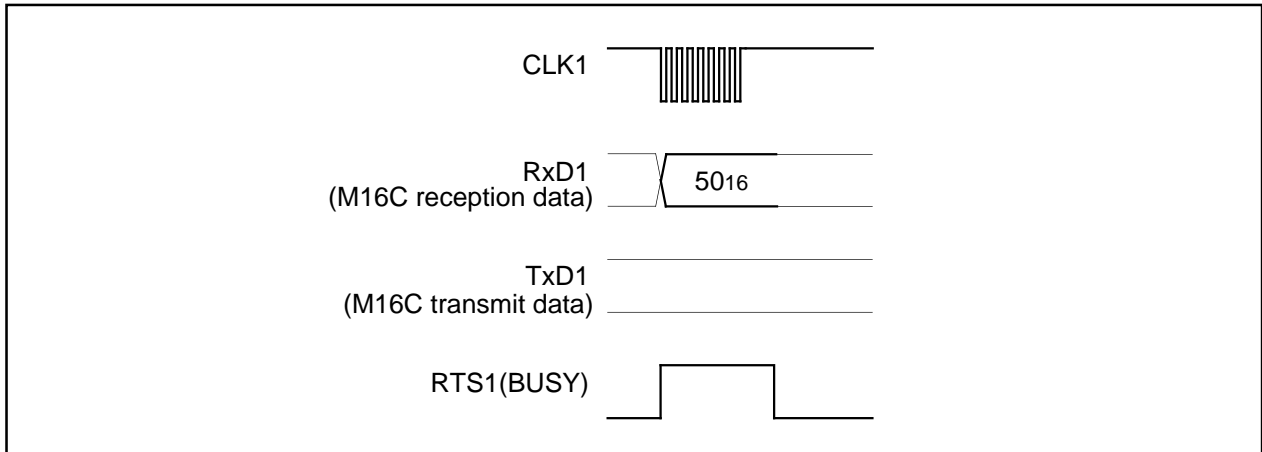 CLK1
RxD1
(M16C reception data)
5016
TxD1
(M16C transmit data)
RTS1(BUSY)